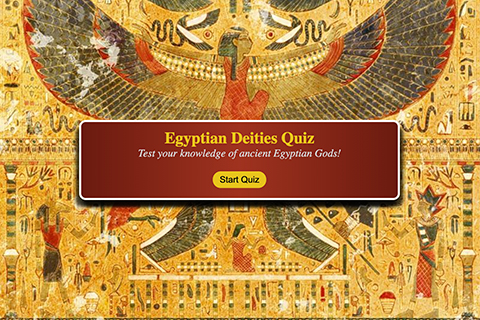 Egyptian Deities Quiz
Test your knowledge of ancient Egyptian Gods!
Start Quiz